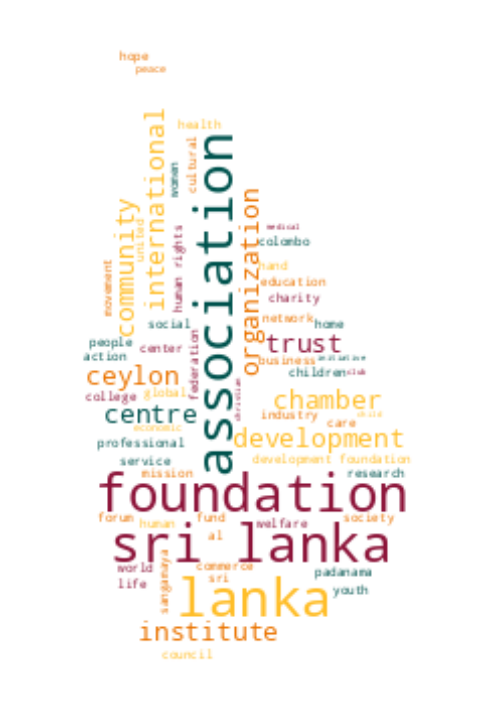 hope
peace
international
health
association
cultural
women
community
united
organization
human rights
medical
colombo
movement
hand
education
charity
network
social
home
people
center
federation
trust
action
business
initiative
ceylon
children
club
college
global
christian
chamber
centre
industry
child
economic
care
professional
development
service
development foundation
mission
research
foundation
forum
human
fund
welfare
society
al
sri lanka
world
commerce
padanama
life
sri
sangamaya
lanka
youth
institute
council